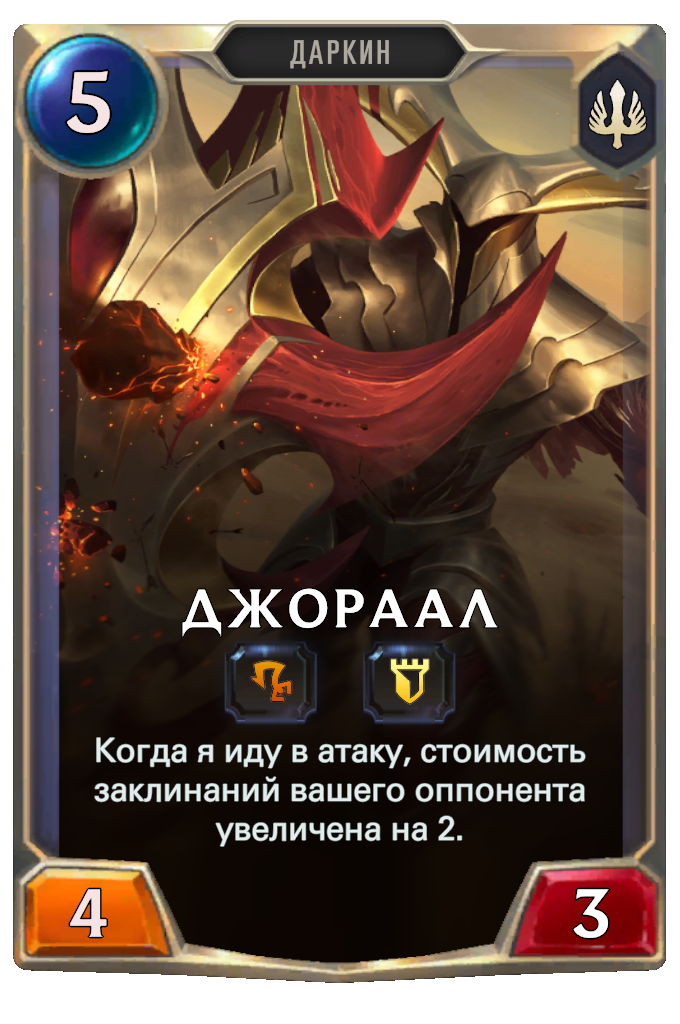 ДАРКИН
5
ДЖОРААЛ
Когда я иду в атаку, стоимость
заклинаний вашего оппонента
увеличена на 2.
4
3